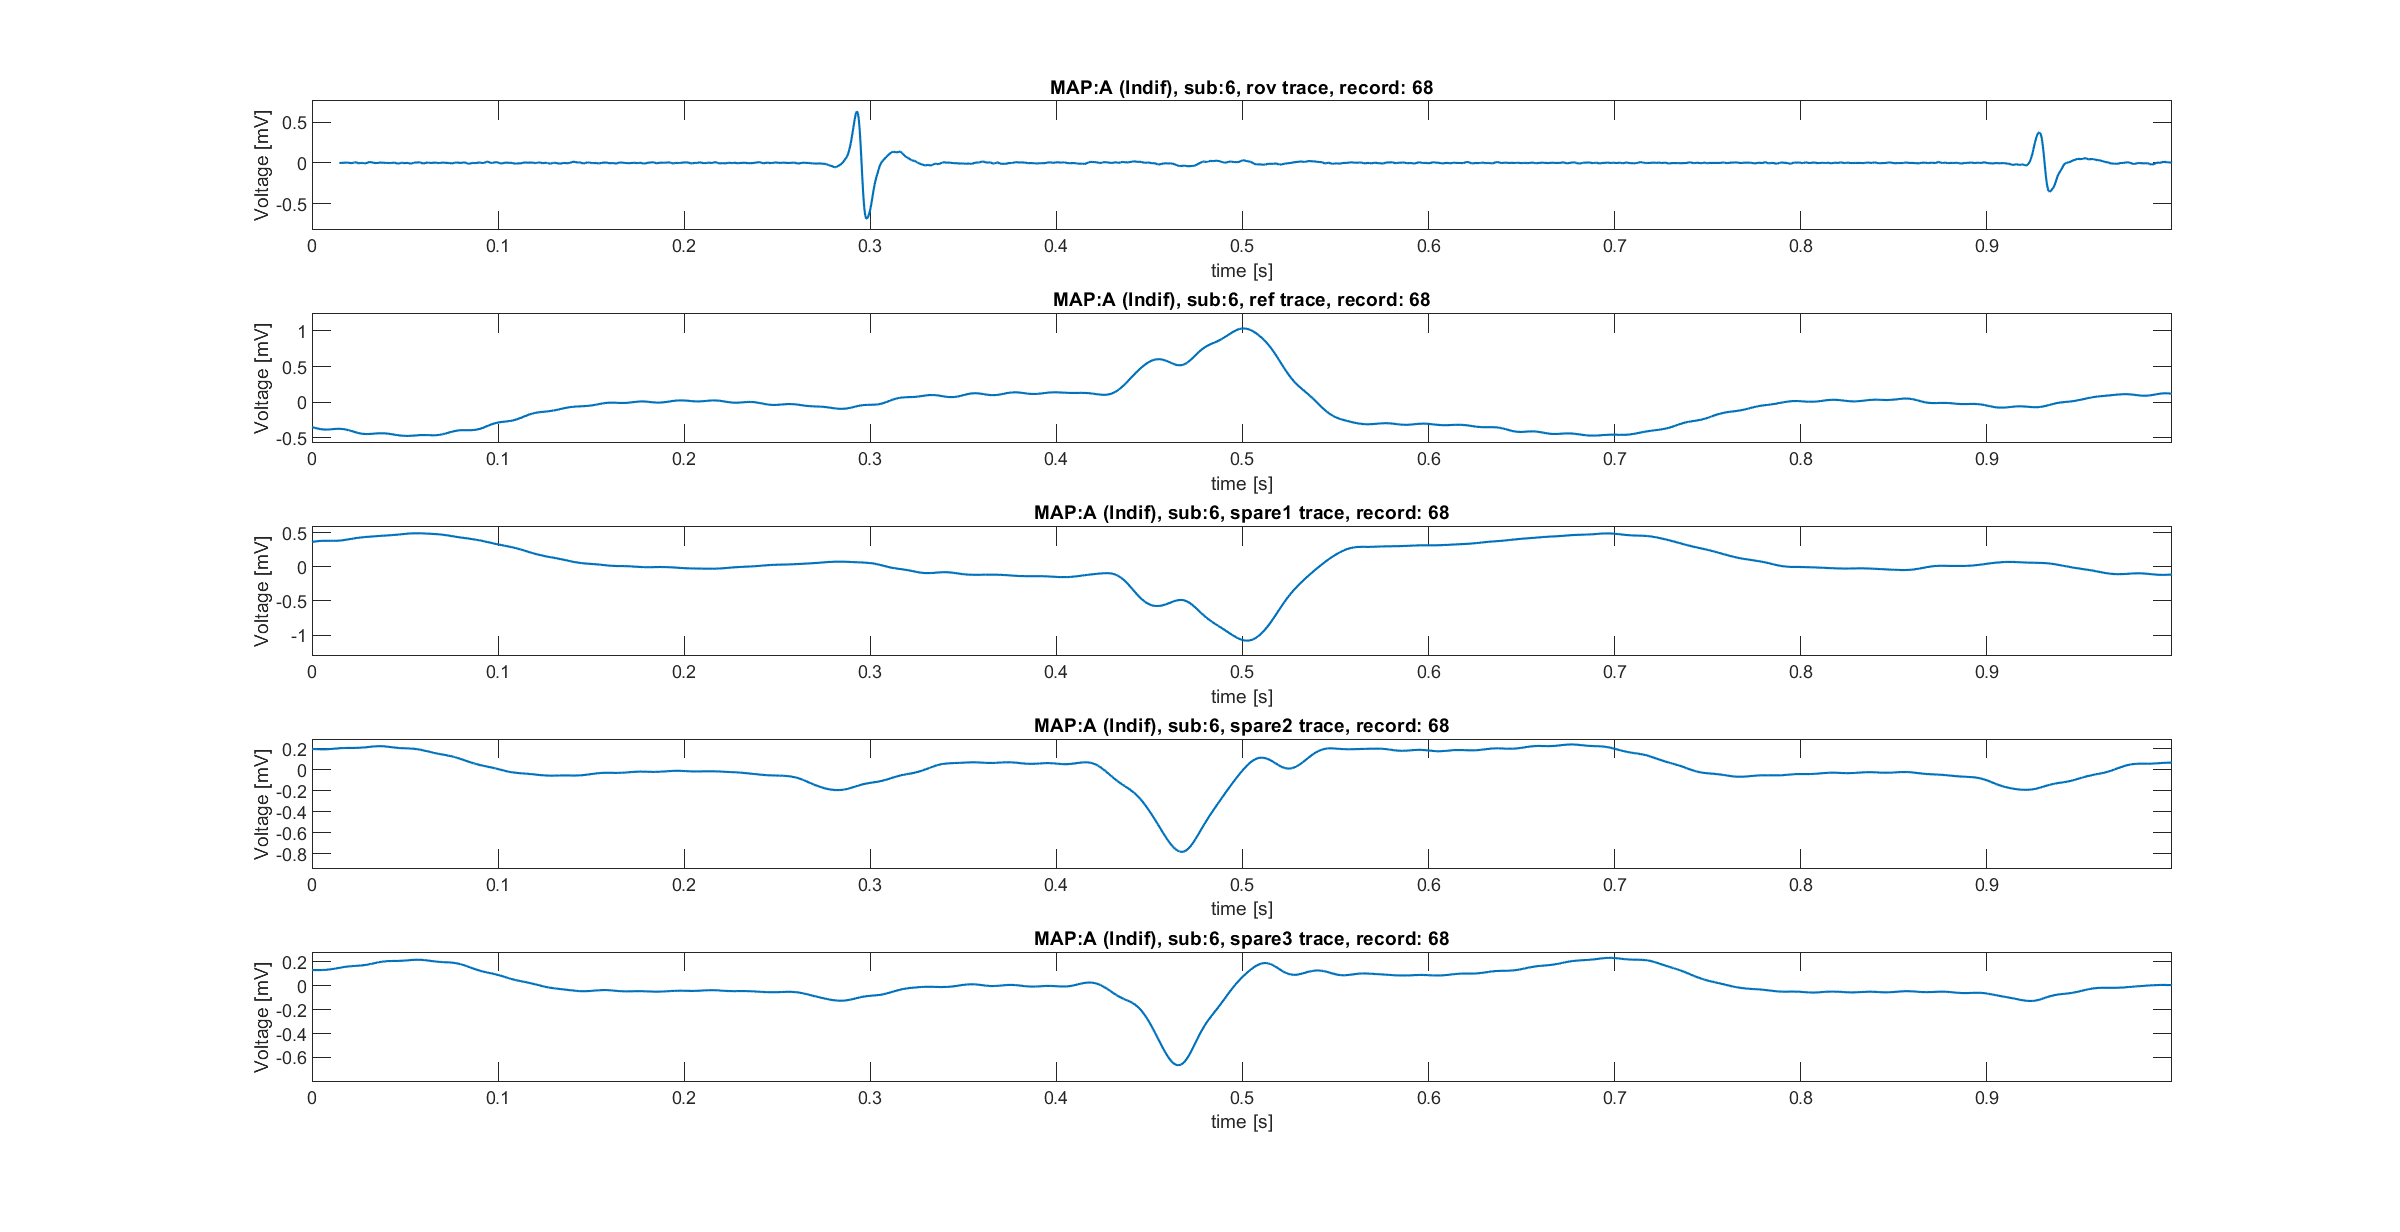 MAP:A (Indif), sub:6, rov trace, record: 68
Voltage [mV]
0.5
0
-0.5
0 0.1 0.2 0.3 0.4 0.5 0.6 0.7 0.8 0.9
time [s]
MAP:A (Indif), sub:6, ref trace, record: 68
Voltage [mV]
1
0.5
0
-0.5
0 0.1 0.2 0.3 0.4 0.5 0.6 0.7 0.8 0.9
time [s]
MAP:A (Indif), sub:6, spare1 trace, record: 68
Voltage [mV]
0.5
0
-0.5
-1
0 0.1 0.2 0.3 0.4 0.5 0.6 0.7 0.8 0.9
time [s]
MAP:A (Indif), sub:6, spare2 trace, record: 68
Voltage [mV]
0.2
0
-0.2
-0.4
-0.6
-0.8
0 0.1 0.2 0.3 0.4 0.5 0.6 0.7 0.8 0.9
time [s]
MAP:A (Indif), sub:6, spare3 trace, record: 68
Voltage [mV]
0.2
0
-0.2
-0.4
-0.6
0 0.1 0.2 0.3 0.4 0.5 0.6 0.7 0.8 0.9
time [s]